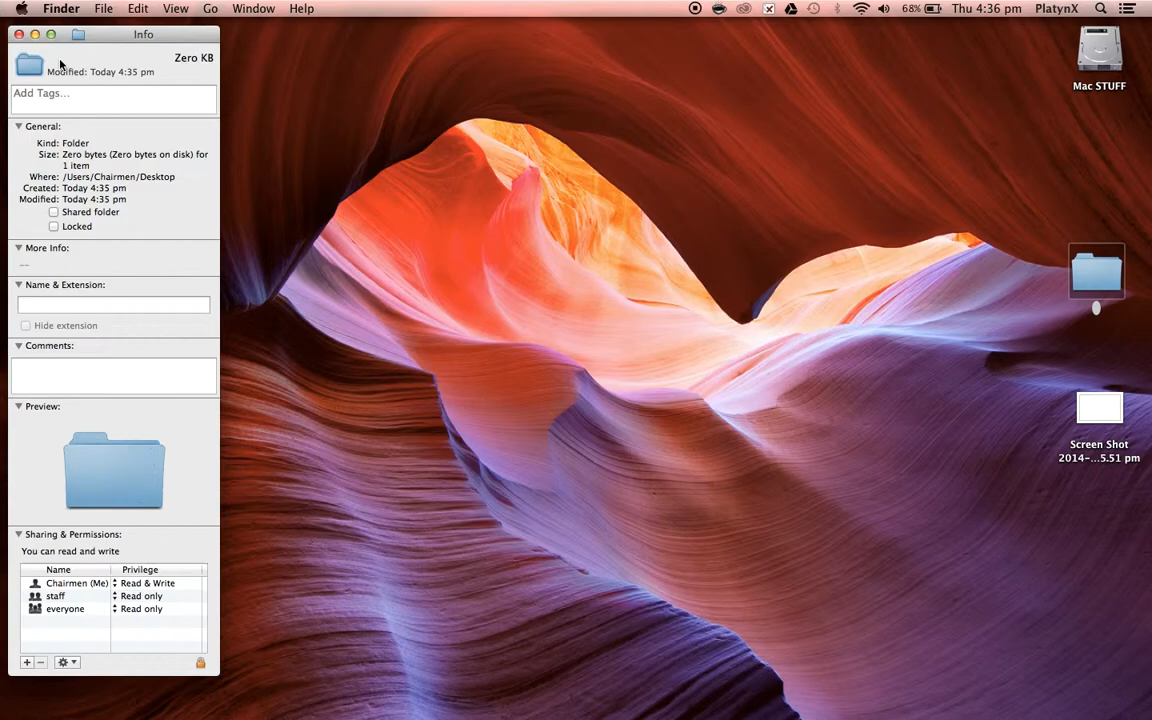 Finder File Edit View Go Window Help 68% Thu 4:36 pm PlatynX
Info
Zero KB
Modified: Today 4:35 pm
Add Tags...
General:
Kind: Folder
Size: Zero bytes (Zero bytes on disk) for
1 item
Where: /Users/Chairmen/Desktop
Created: Today 4:35 pm
Modified: Today 4:35 pm
Shared folder
Locked
More Info:
--
Name & Extension:
Hide extension
Comments:
Preview:
Sharing & Permissions:
You can read and write
Name Privilege
Chairmen (Me) Read & Write
staff Read only
everyone Read only
Mac STUFF
Screen Shot
2014-...5.51 pm